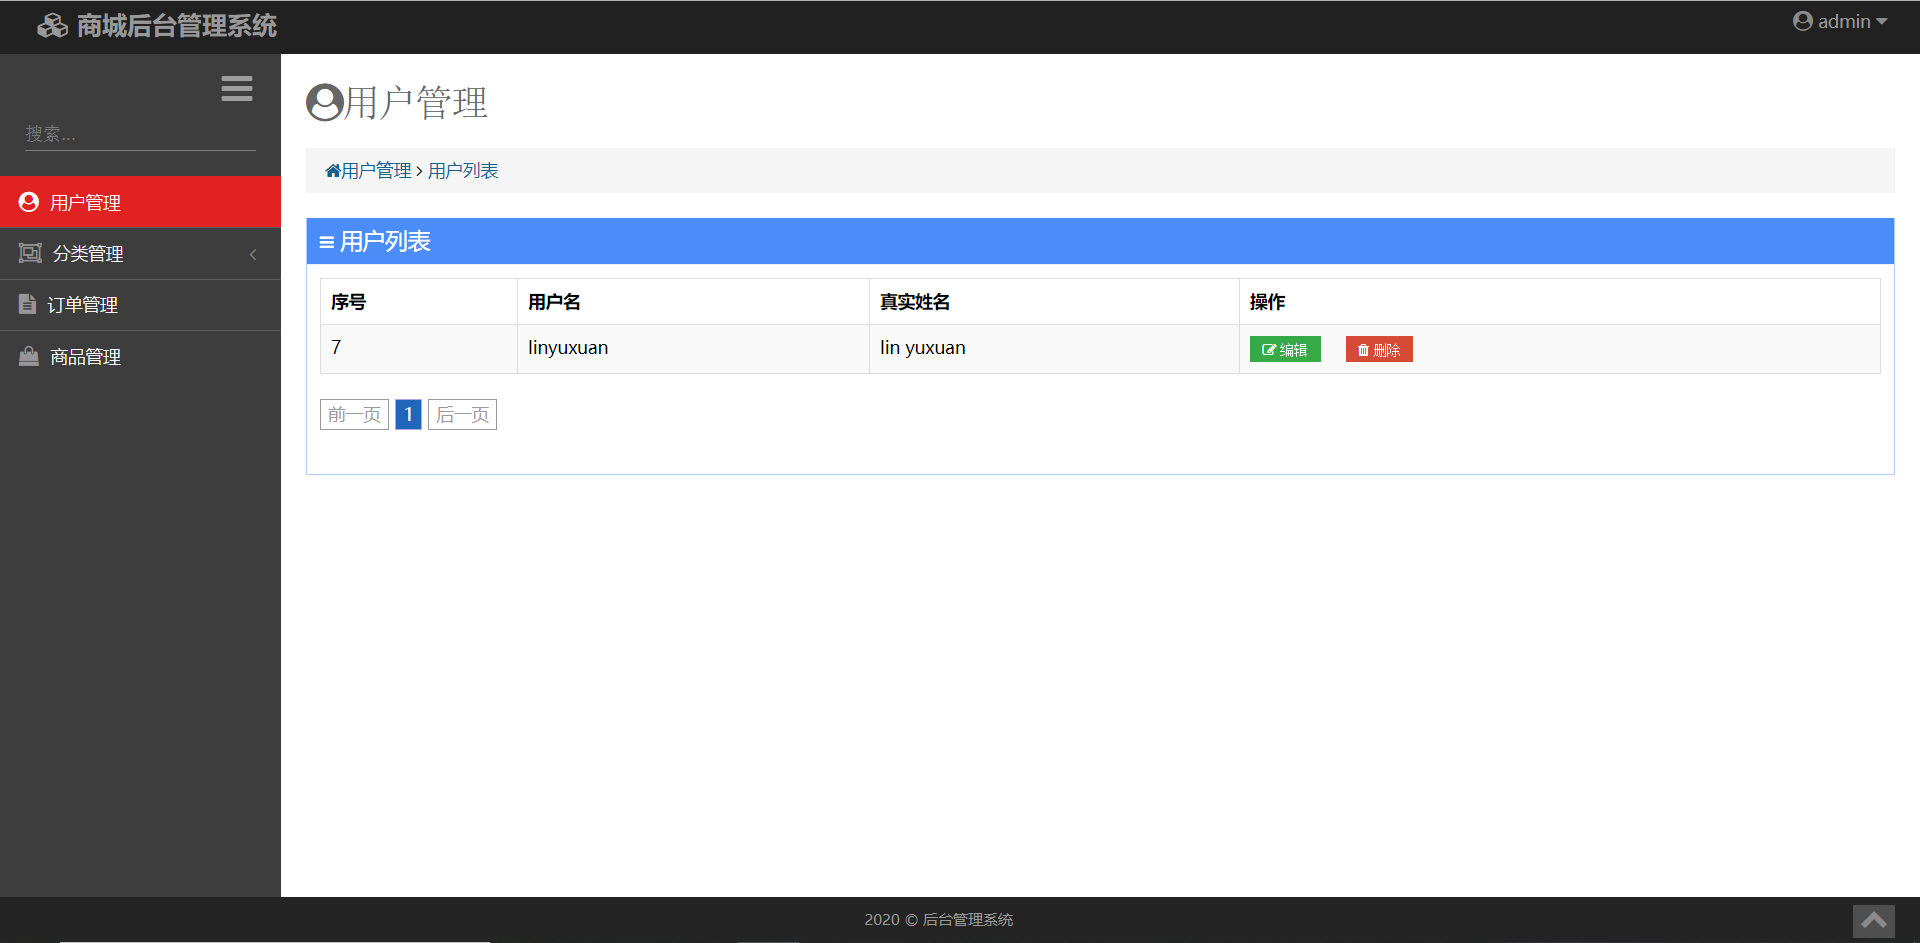 商城后台管理系统
admin
搜索...
用户管理
分类管理
订单管理
商品管理
用户管理
用户管理 > 用户列表
用户列表
序号 用户名 真实姓名 操作
7 linyuxuan lin yuxuan 编辑 删除
前一页 1 后一页
2020 © 后台管理系统